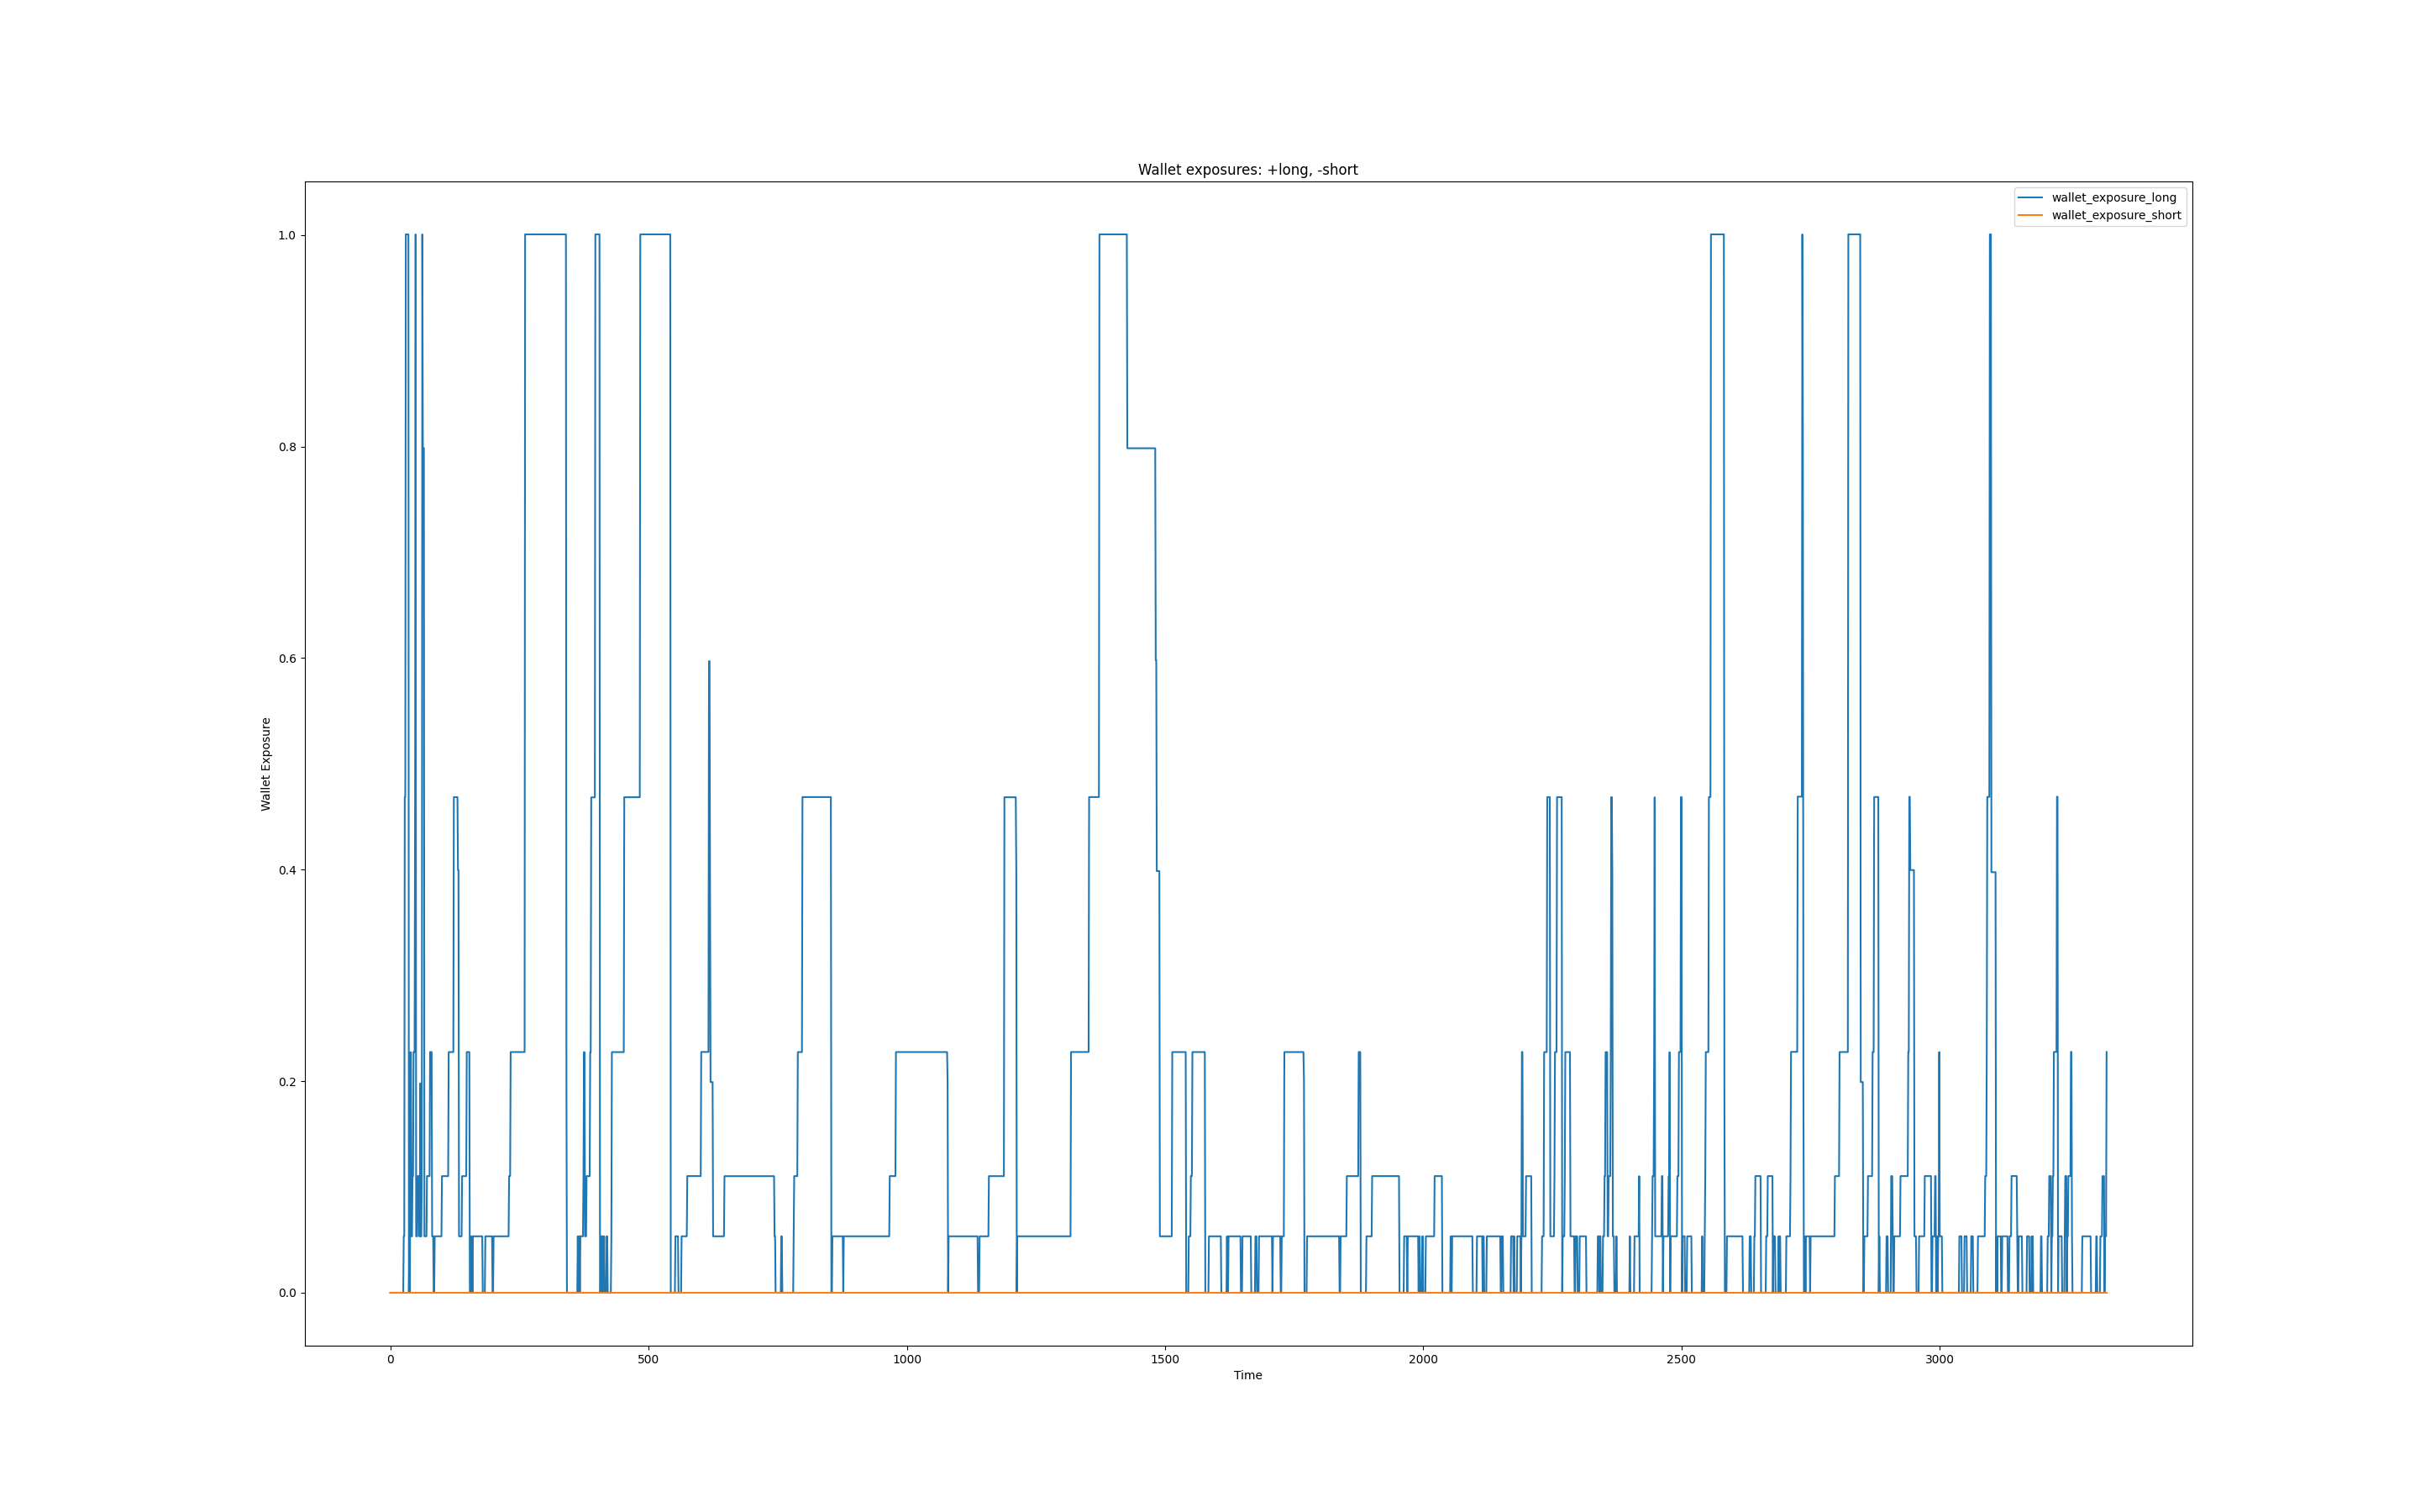 Wallet exposures: +long, -short
wallet_exposure_long
wallet_exposure_short
1.0
0.8
0.6
0.4
0.2
0.0
Wallet Exposure
0 500 1000 1500 2000 2500 3000
Time